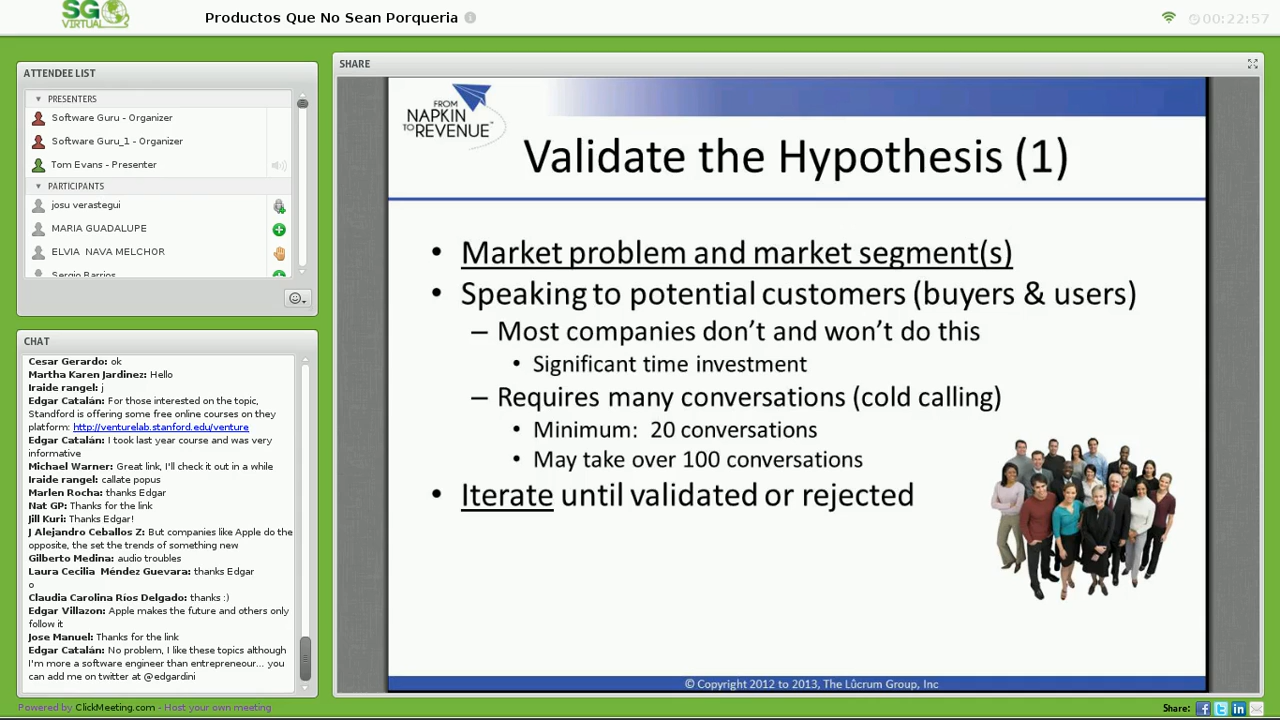 SG
VIRTUAL
Productos Que No Sean Porqueria
00:22:57
ATTENDEE LIST
PRESENTERS
Software Guru - Organizer
Software Guru_1 - Organizer
Tom Evans - Presenter
PARTICIPANTS
josu verastegui
MARIA GUADALUPE
ELVIA NAVA MELCHOR
Sergio Barrios
CHAT
Cesar Gerardo: ok
Martha Karen Jardinez: Hello
Iraide rangel: j
Edgar Catalán: For those interested on the topic,
Standford is offering some free online courses on they
platform: http://venturelab.stanford.edu/venture
Edgar Catalán: I took last year course and was very
informative
Michael Warner: Great link, I'll check it out in a while
Iraide rangel: callate popus
Marlen Rocha: thanks Edgar
Nat GP: Thanks for the link
Jill Kuri: Thanks Edgar!
J Alejandro Ceballos Z: But companies like Apple do the
opposite, the set the trends of something new
Gilberto Medina: audio troubles
Laura Cecilia Méndez Guevara: thanks Edgar
o
Claudia Carolina Ríos Delgado: thanks :)
Edgar Villazon: Apple makes the future and others only
follow it
Jose Manuel: Thanks for the link
Edgar Catalán: No problem, I like these topics although
I'm more a software engineer than entrepeneour... you
can add me on twitter at @edgardini
SHARE
FROM
NAPKIN
TO REVENUE™
Validate the Hypothesis (1)
• Market problem and market segment(s)
• Speaking to potential customers (buyers & users)
– Most companies don't and won't do this
• Significant time investment
– Requires many conversations (cold calling)
• Minimum: 20 conversations
• May take over 100 conversations
• Iterate until validated or rejected
© Copyright 2012 to 2013, The Lûcrum Group, Inc
Powered by ClickMeeting.com - Host your own meeting
Share: